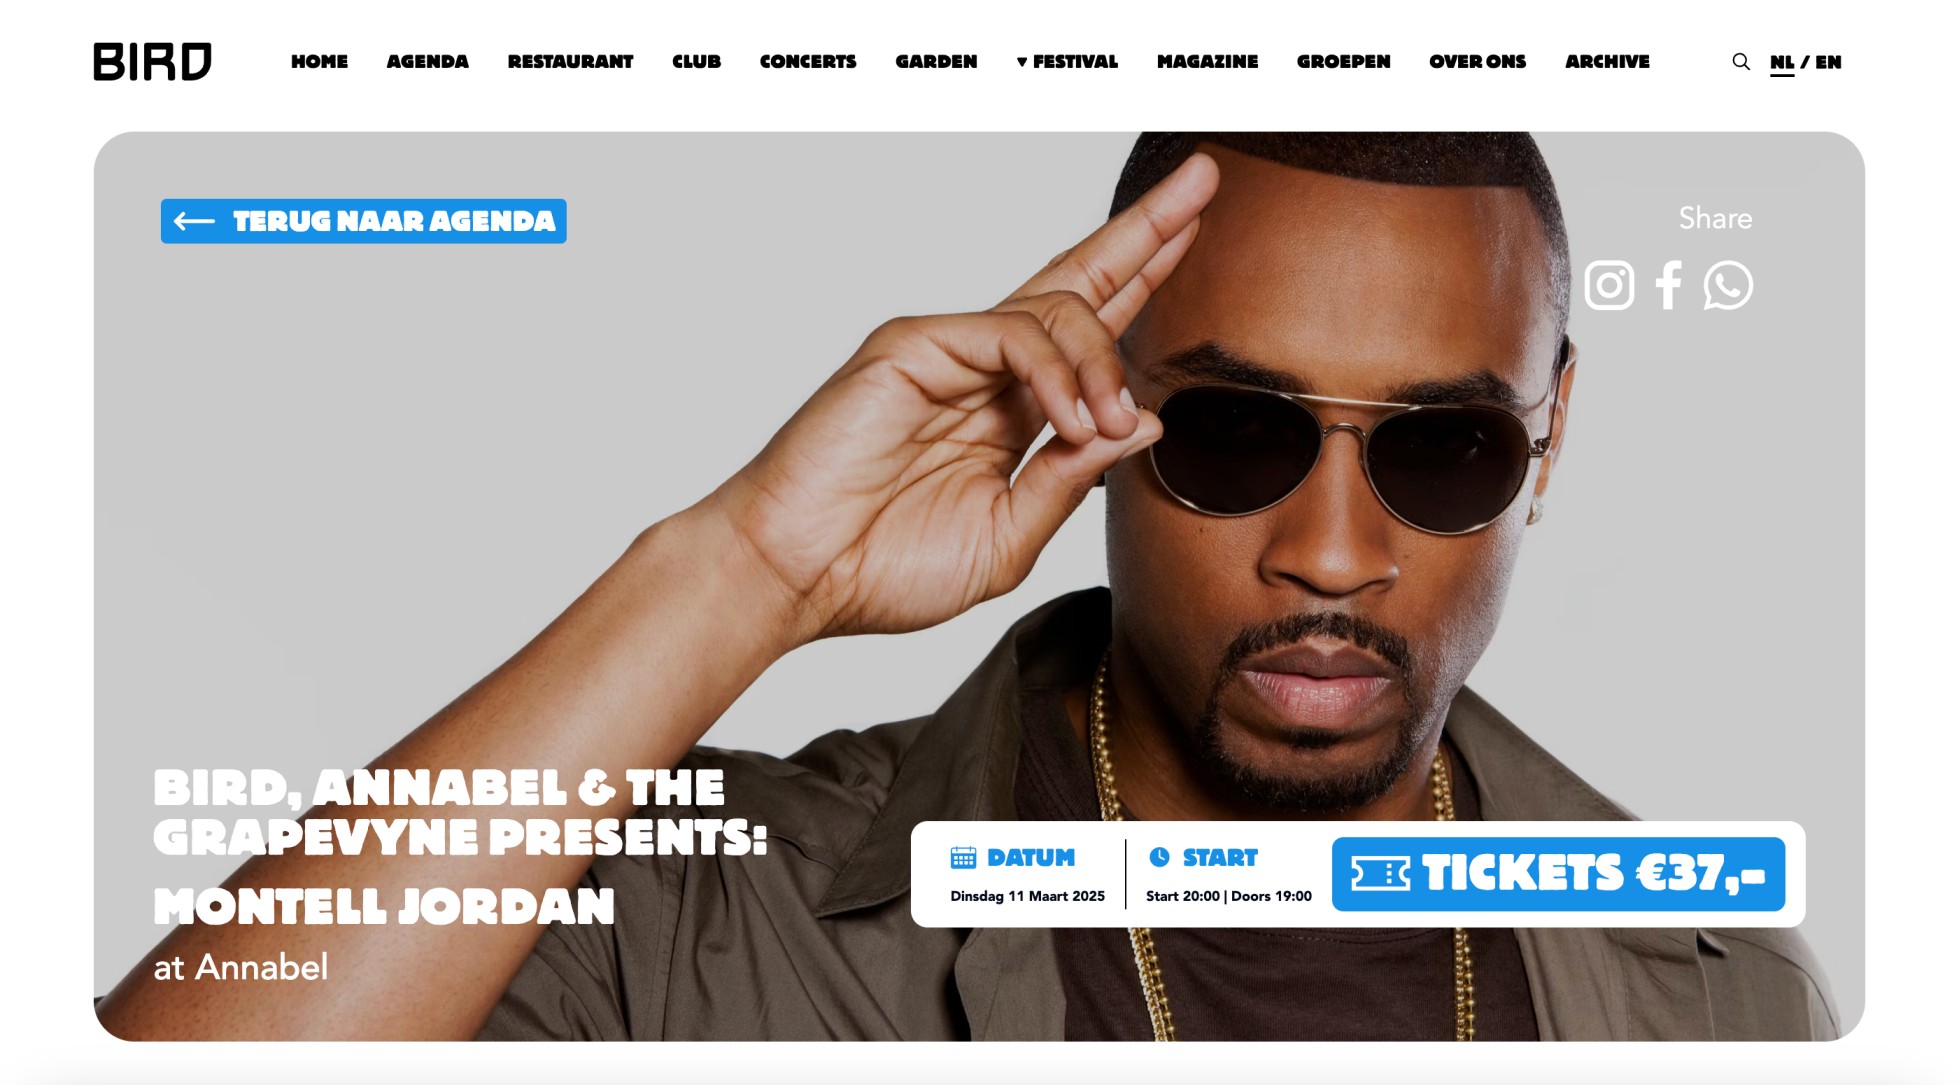 BIRD
HOME AGENDA RESTAURANT CLUB CONCERTS GARDEN ▼ FESTIVAL MAGAZINE GROEPEN OVER ONS ARCHIVE NL / EN
← TERUG NAAR AGENDA
Share
BIRD, ANNABEL & THE
GRAPEVYNE PRESENTS:
MONTELL JORDAN
at Annabel
DATUM
Dinsdag 11 Maart 2025
START
Start 20:00 | Doors 19:00
TICKETS €37,-